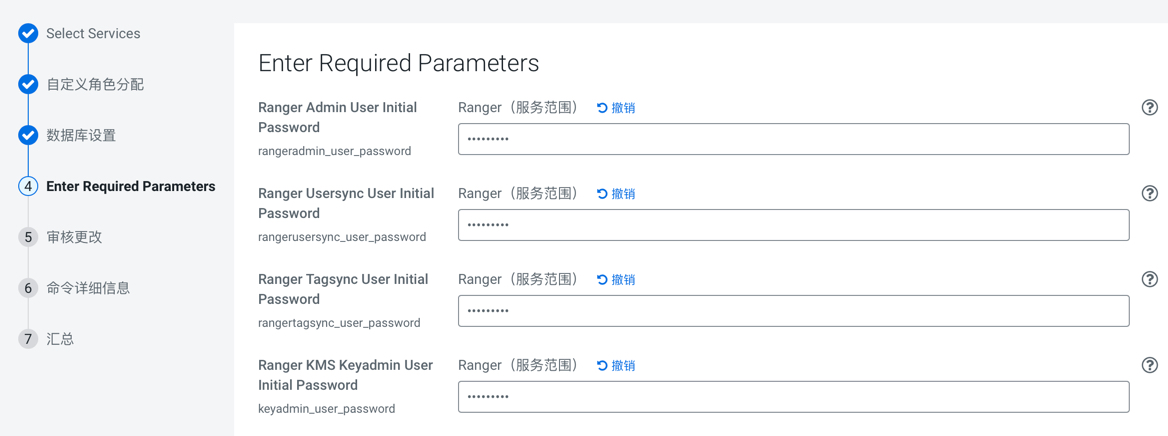 Select Services
自定义角色分配
数据库设置
4 Enter Required Parameters
5 审核更改
6 命令详细信息
7 汇总
Enter Required Parameters
Ranger Admin User Initial
Password
rangeradmin_user_password
Ranger（服务范围） 撤销
•••••••••
Ranger Usersync User Initial
Password
rangerusersync_user_password
Ranger（服务范围） 撤销
•••••••••
Ranger Tagsync User Initial
Password
rangertagsync_user_password
Ranger（服务范围） 撤销
•••••••••
Ranger KMS Keyadmin User
Initial Password
keyadmin_user_password
Ranger（服务范围） 撤销
•••••••••